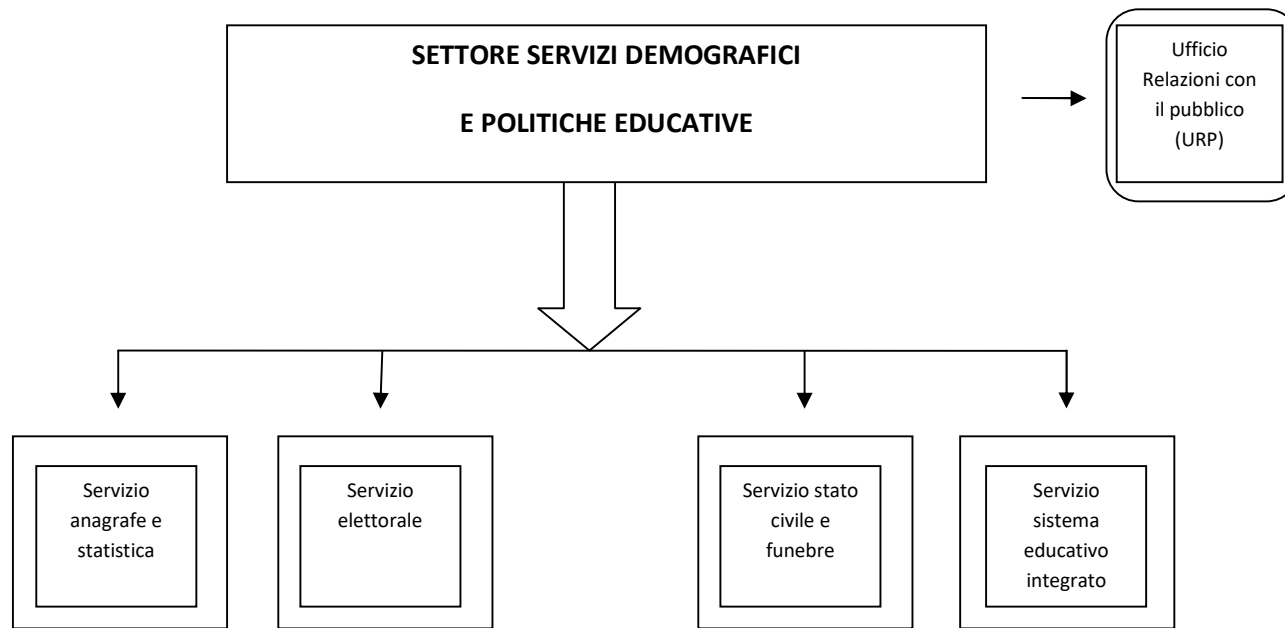 SETTORE SERVIZI DEMOGRAFICI
E POLITICHE EDUCATIVE
Ufficio
Relazioni con
il pubblico
(URP)
Servizio
anagrafe e
statistica
Servizio
elettorale
Servizio stato
civile e
funebre
Servizio
sistema
educativo
integrato